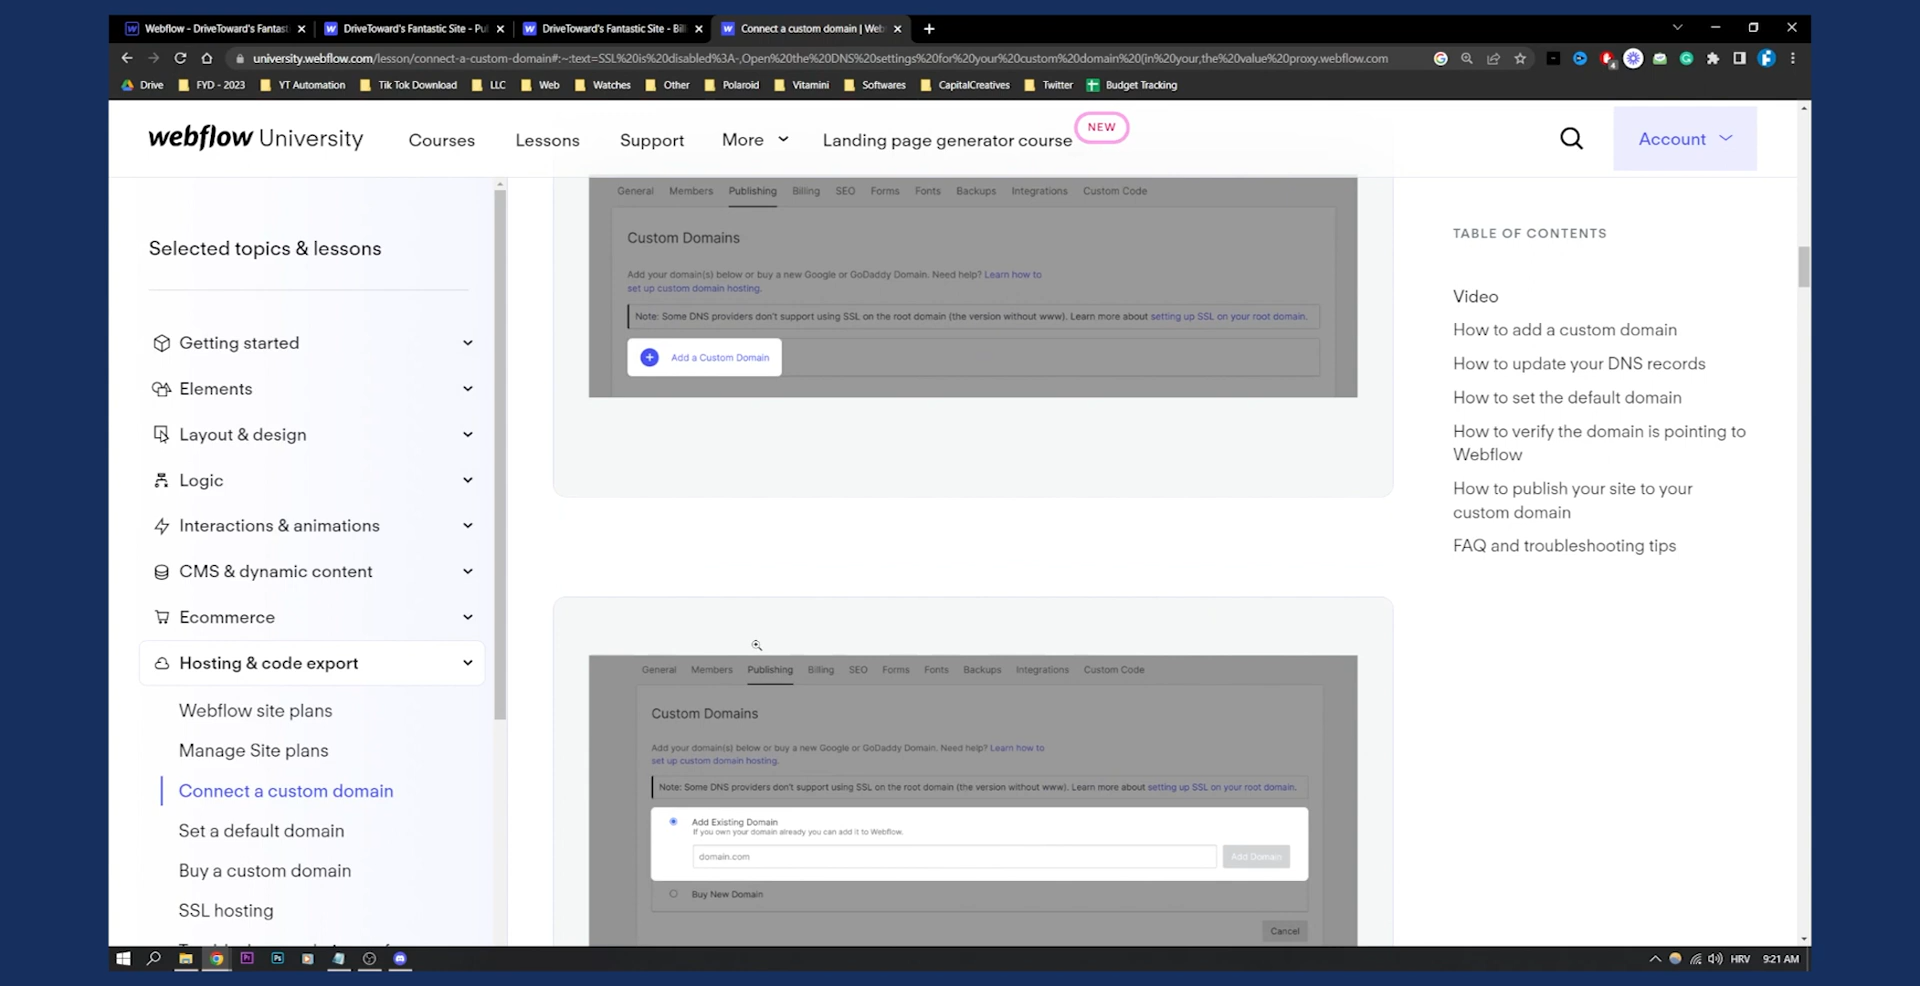 Webflow - DriveToward's Fantast
DriveToward's Fantastic Site - Pul
DriveToward's Fantastic Site - Bil
Connect a custom domain | Web
university.webflow.com/lesson/connect-a-custom-domain#:~:text=SSL%20is%20disabled%3A-,Open%20the%20DNS%20settings%20for%20your%20custom%20domain%20(in%20your,the%20value%20proxy.webflow.com
Drive
FYD - 2023
YT Automation
Tik Tok Download
LLC
Web
Watches
Other
Polaroid
Vitamini
Softwares
CapitalCreatives
Twitter
Budget Tracking
webflow University
Courses
Lessons
Support
More
Landing page generator course
NEW
Account
Selected topics & lessons
Getting started
Elements
Layout & design
Logic
Interactions & animations
CMS & dynamic content
Ecommerce
Hosting & code export
Webflow site plans
Manage Site plans
Connect a custom domain
Set a default domain
Buy a custom domain
SSL hosting
General Members Publishing Billing SEO Forms Fonts Backups Integrations Custom Code
Custom Domains
Add your domain(s) below or buy a new Google or GoDaddy Domain. Need help? Learn how to
set up custom domain hosting.
Note: Some DNS providers don't support using SSL on the root domain (the version without www). Learn more about setting up SSL on your root domain.
Add a Custom Domain
General Members Publishing Billing SEO Forms Fonts Backups Integrations Custom Code
Custom Domains
Add your domain(s) below or buy a new Google or GoDaddy Domain. Need help? Learn how to
set up custom domain hosting.
Note: Some DNS providers don't support using SSL on the root domain (the version without www). Learn more about setting up SSL on your root domain.
Add Existing Domain
If you own your domain already you can add it to Webflow.
domain.com
Add Domain
Buy New Domain
Cancel
TABLE OF CONTENTS
Video
How to add a custom domain
How to update your DNS records
How to set the default domain
How to verify the domain is pointing to
Webflow
How to publish your site to your
custom domain
FAQ and troubleshooting tips
HRV
9:21 AM